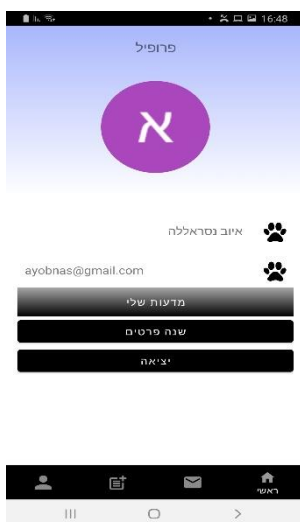 16:48
פרופיל
א
איוב נסראללה
ayobnas@gmail.com
מדעות שלי
שנה פרטים
יציאה
ראשי